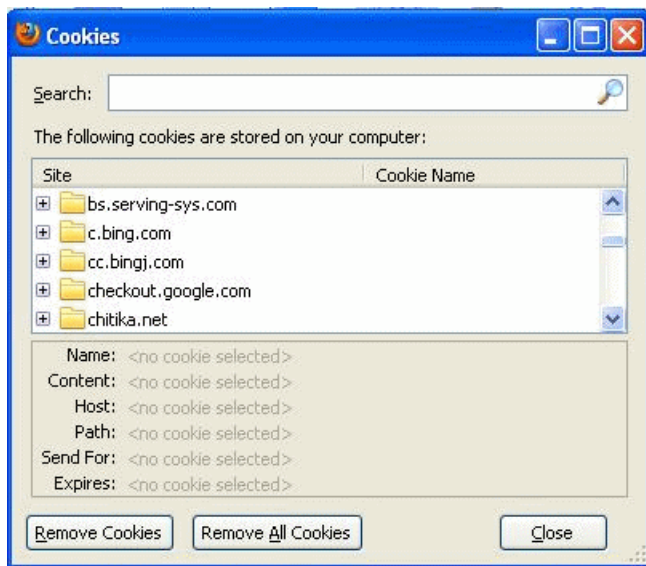 Cookies
Search:
The following cookies are stored on your computer:
Site Cookie Name
bs.serving-sys.com
c.bing.com
cc.bingj.com
checkout.google.com
chitika.net
Name: <no cookie selected>
Content: <no cookie selected>
Host: <no cookie selected>
Path: <no cookie selected>
Send For: <no cookie selected>
Expires: <no cookie selected>
Remove Cookies Remove All Cookies Close